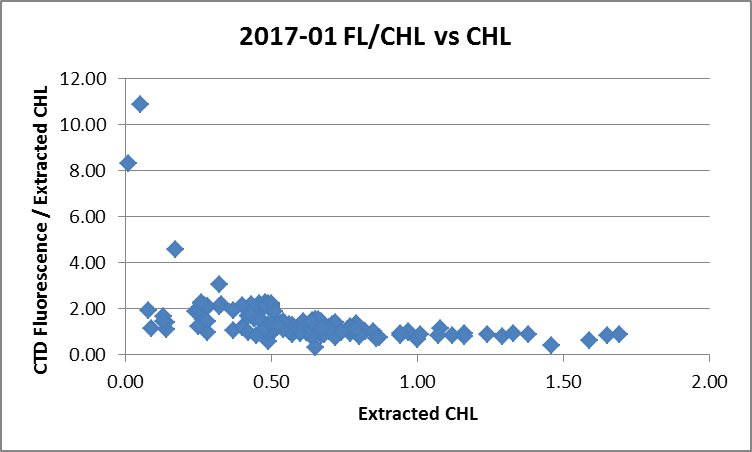 2017-01 FL/CHL vs CHL
CTD Fluorescence / Extracted CHL
12.00
10.00
8.00
6.00
4.00
2.00
0.00
0.00 0.50 1.00 1.50 2.00
Extracted CHL